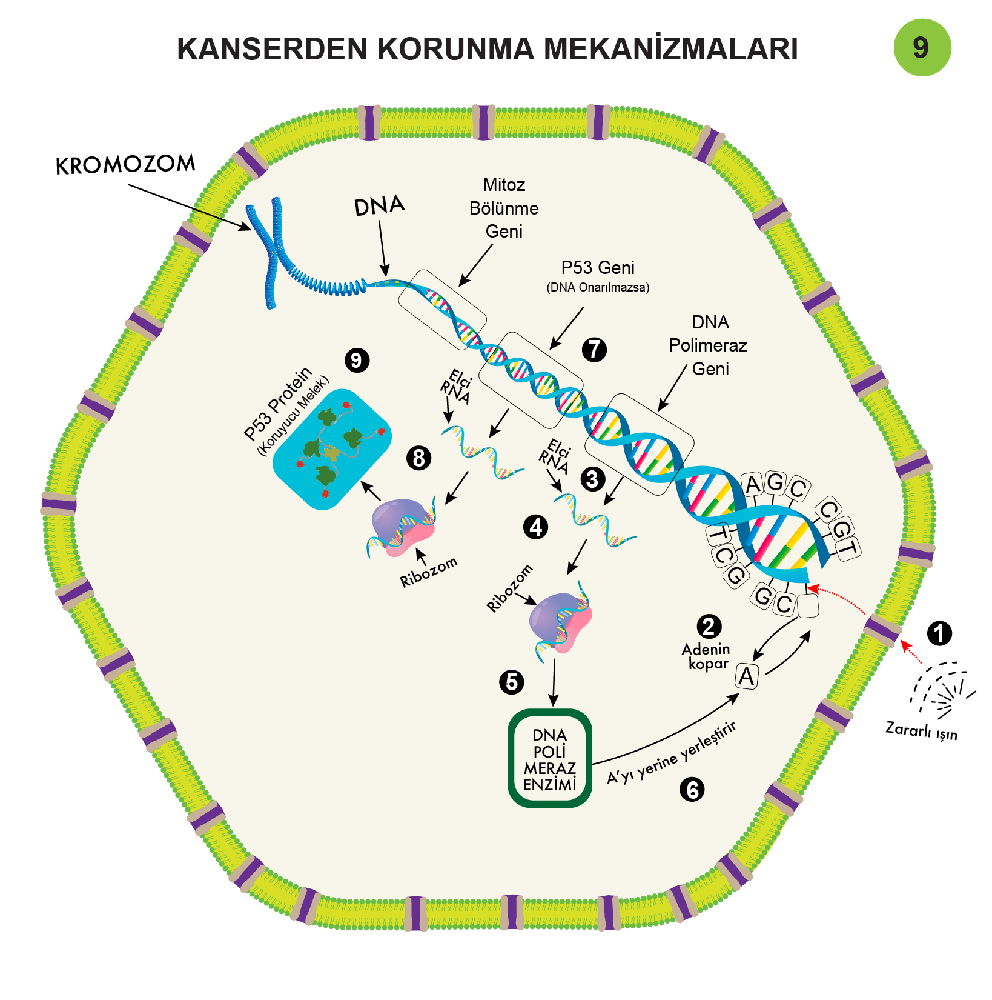 KANSERDEN KORUNMA MEKANİZMALARI
9
KROMOZOM
DNA
Mitoz
Bölünme
Geni
P53 Geni
(DNA Onarılmazsa)
7
DNA
Polimeraz
Geni
9
P53 Protein
(Koruyucu Melek)
Elçi
RNA
8
Ribozom
Elçi
RNA
3
4
Ribozom
A
G
C
C
G
T
T
C
G
G
C
2
Adenin
kopar
A
1
Zararlı ışın
5
DNA
POLİ
MERAZ
ENZİMİ
A'yı yerine yerleştirir
6